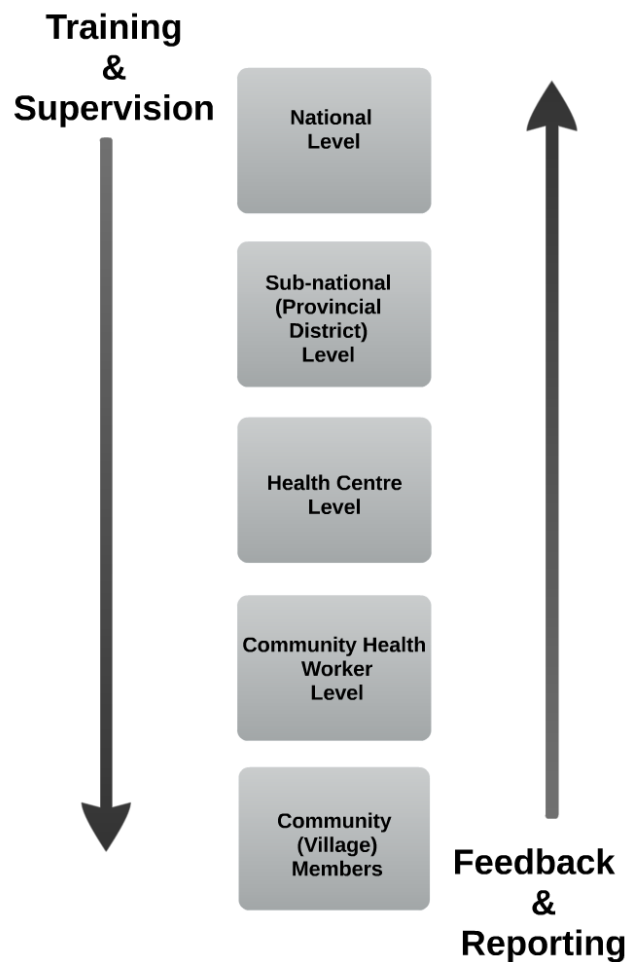 Training
&
Supervision
National
Level
Sub-national
(Provincial
District)
Level
Health Centre
Level
Community Health
Worker
Level
Community
(Village)
Members
Feedback
&
Reporting